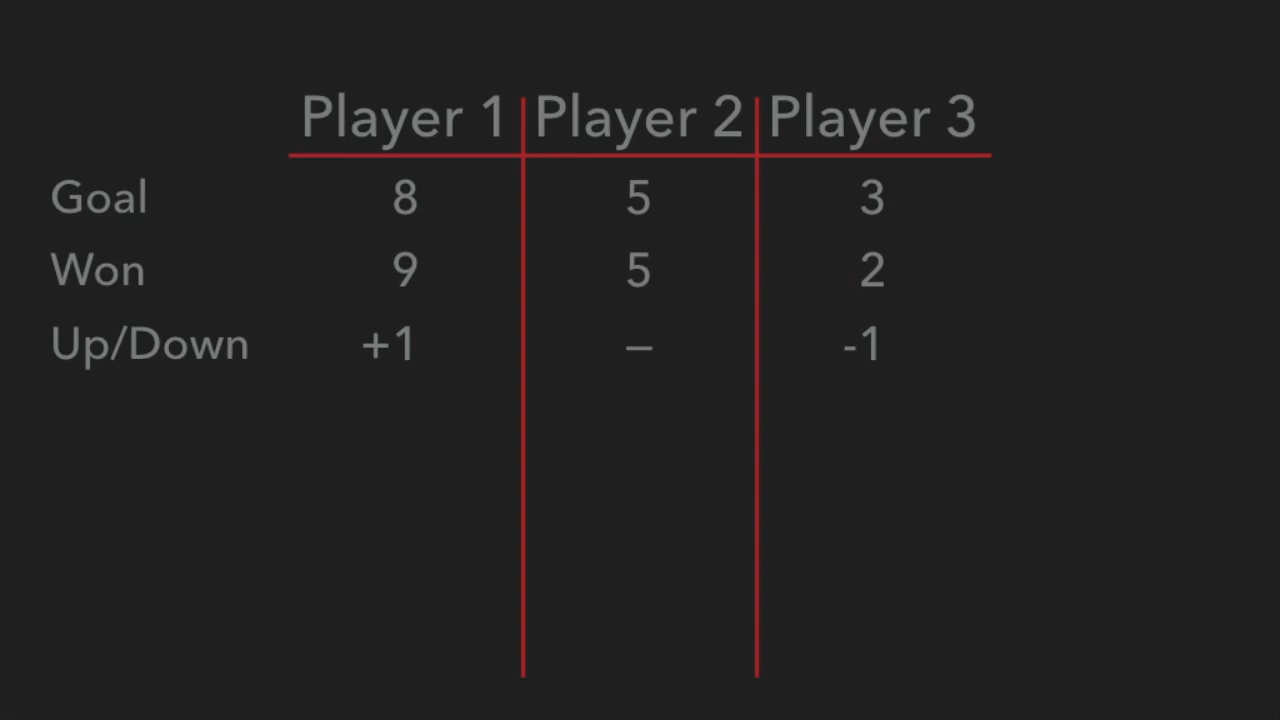 Player 1 Player 2 Player 3
Goal 8 5 3
Won 9 5 2
Up/Down +1 – -1